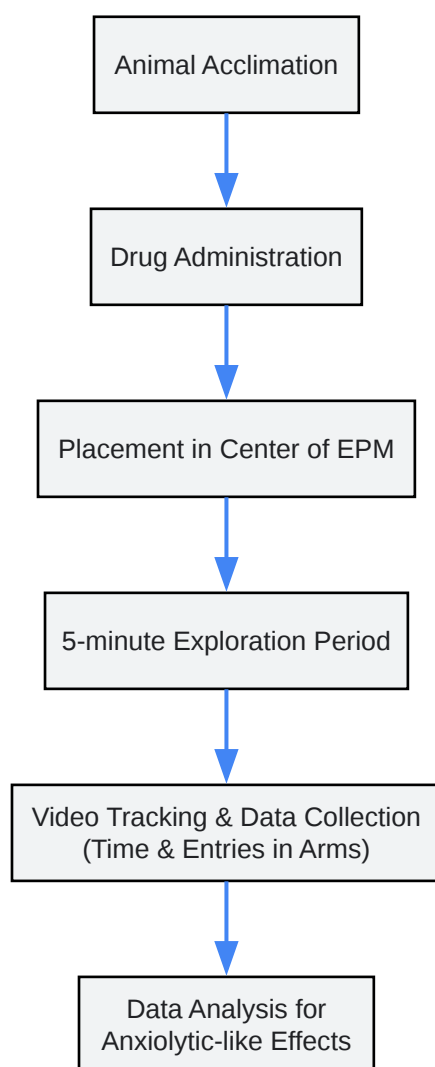 Animal Acclimation
Drug Administration
Placement in Center of EPM
5-minute Exploration Period
Video Tracking & Data Collection
(Time & Entries in Arms)
Data Analysis for
Anxiolytic-like Effects